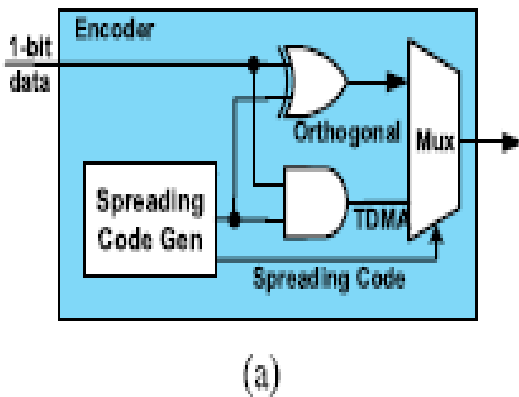 Encoder
1-bit
data
Orthogonal
Mux
Spreading
Code Gen
TDMA
Spreading Code
(a)